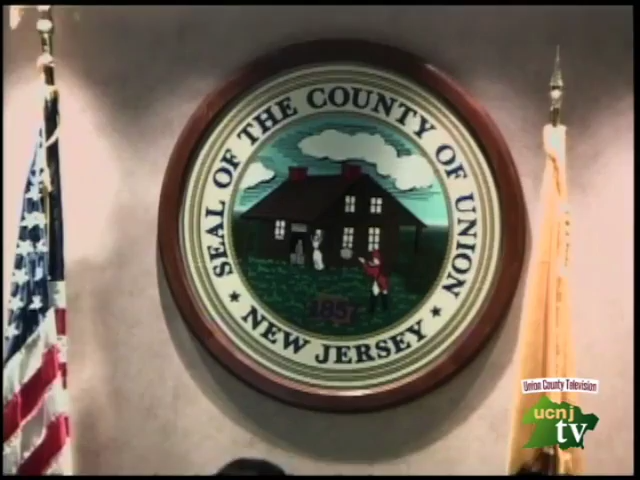 SEAL OF THE COUNTY OF UNION
NEW JERSEY
1857
Union County Television
ucnj
tv